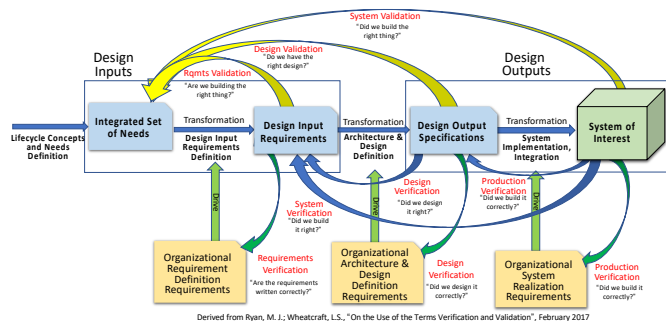 System Validation
"Did we build the
right thing?"
Design Validation
"Do we have the
right design?"
Rqmts Validation
"Are we building the
right thing?"
Design
Inputs
Design
Outputs
Integrated Set
of Needs
Transformation
Design Input
Requirements
Transformation
Design Output
Specifications
Transformation
System of
Interest
Lifecycle Concepts
and Needs
Definition
Design Input
Requirements
Definition
Architecture &
Design
Definition
System
Implementation,
Integration
Drive
System
Verification
"Did we build
it right?"
Drive
Design
Verification
"Did we design
it right?"
Production
Verification
"Did we build it
correctly?"
Drive
Organizational
Requirement
Definition
Requirements
Requirements
Verification
"Are the requirements
written correctly?"
Organizational
Architecture &
Design Definition
Requirements
Design
Verification
"Did we design it
correctly?"
Organizational
System
Realization
Requirements
Production
Verification
"Did we build it
correctly?"
Derived from Ryan, M. J.; Wheatcraft, L.S., "On the Use of the Terms Verification and Validation", February 2017